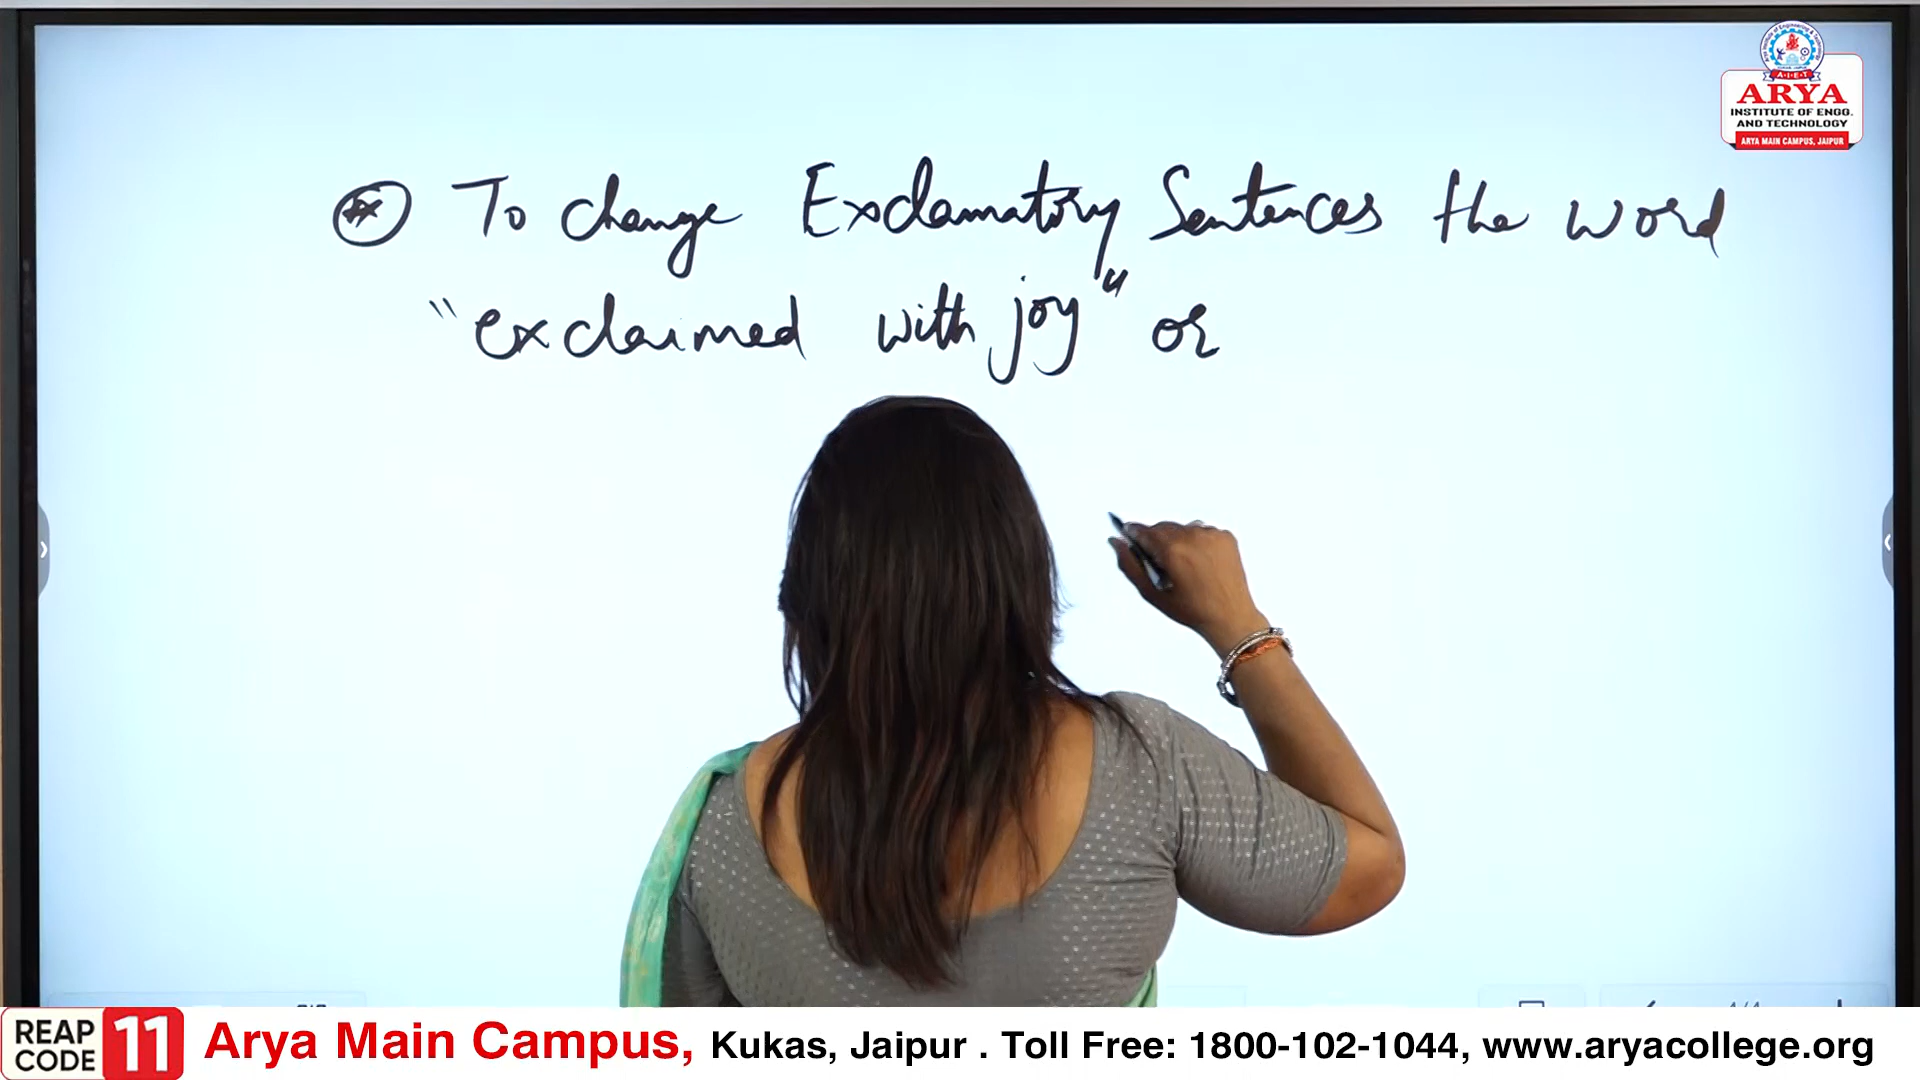 ARYA
INSTITUTE OF ENGG.
AND TECHNOLOGY
ARYA MAIN CAMPUS, JAIPUR
A·I·E·T
To change Exclamatory Sentences the word
"exclaimed with joy" or
REAP CODE 11
Arya Main Campus, Kukas, Jaipur . Toll Free: 1800-102-1044, www.aryacollege.org